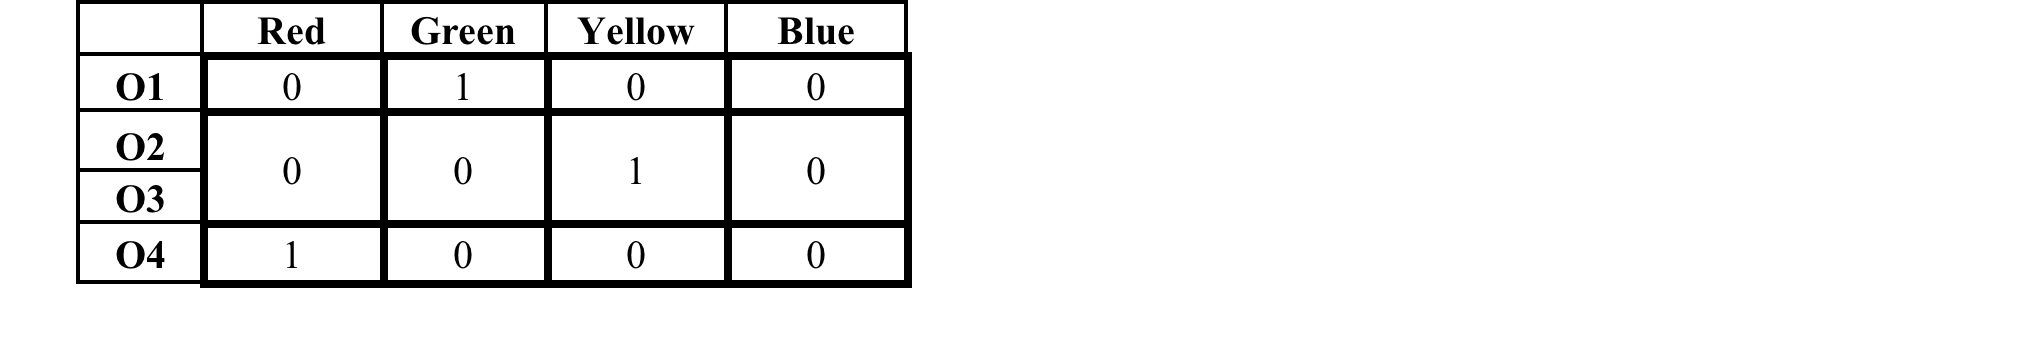 Red Green Yellow Blue
O1 0 1 0 0
O2
0 0 1 0
O3
O4 1 0 0 0